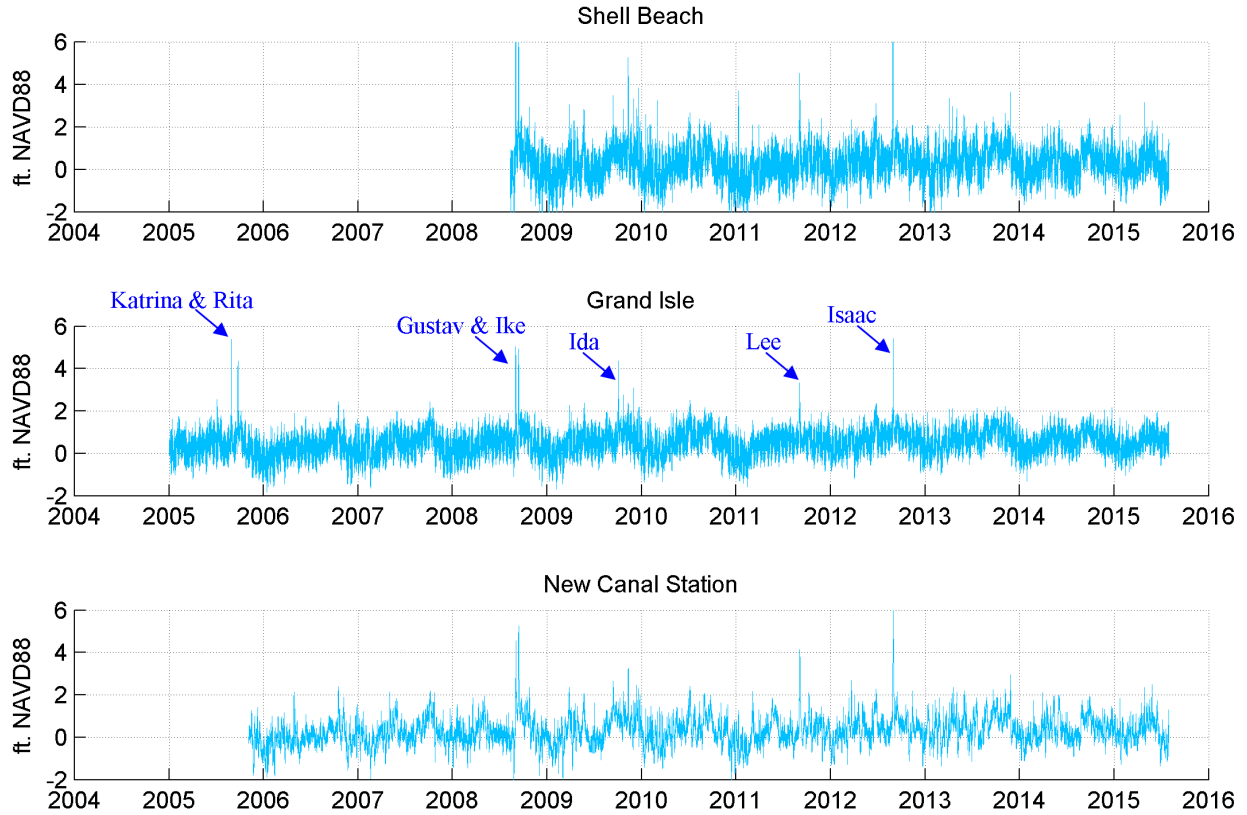 Shell Beach
6
4
2
0
-2
ft. NAVD88
2004 2005 2006 2007 2008 2009 2010 2011 2012 2013 2014 2015 2016
Grand Isle
Katrina & Rita
Gustav & Ike
Ida
Lee
Isaac
6
4
2
0
-2
ft. NAVD88
2004 2005 2006 2007 2008 2009 2010 2011 2012 2013 2014 2015 2016
New Canal Station
6
4
2
0
-2
ft. NAVD88
2004 2005 2006 2007 2008 2009 2010 2011 2012 2013 2014 2015 2016